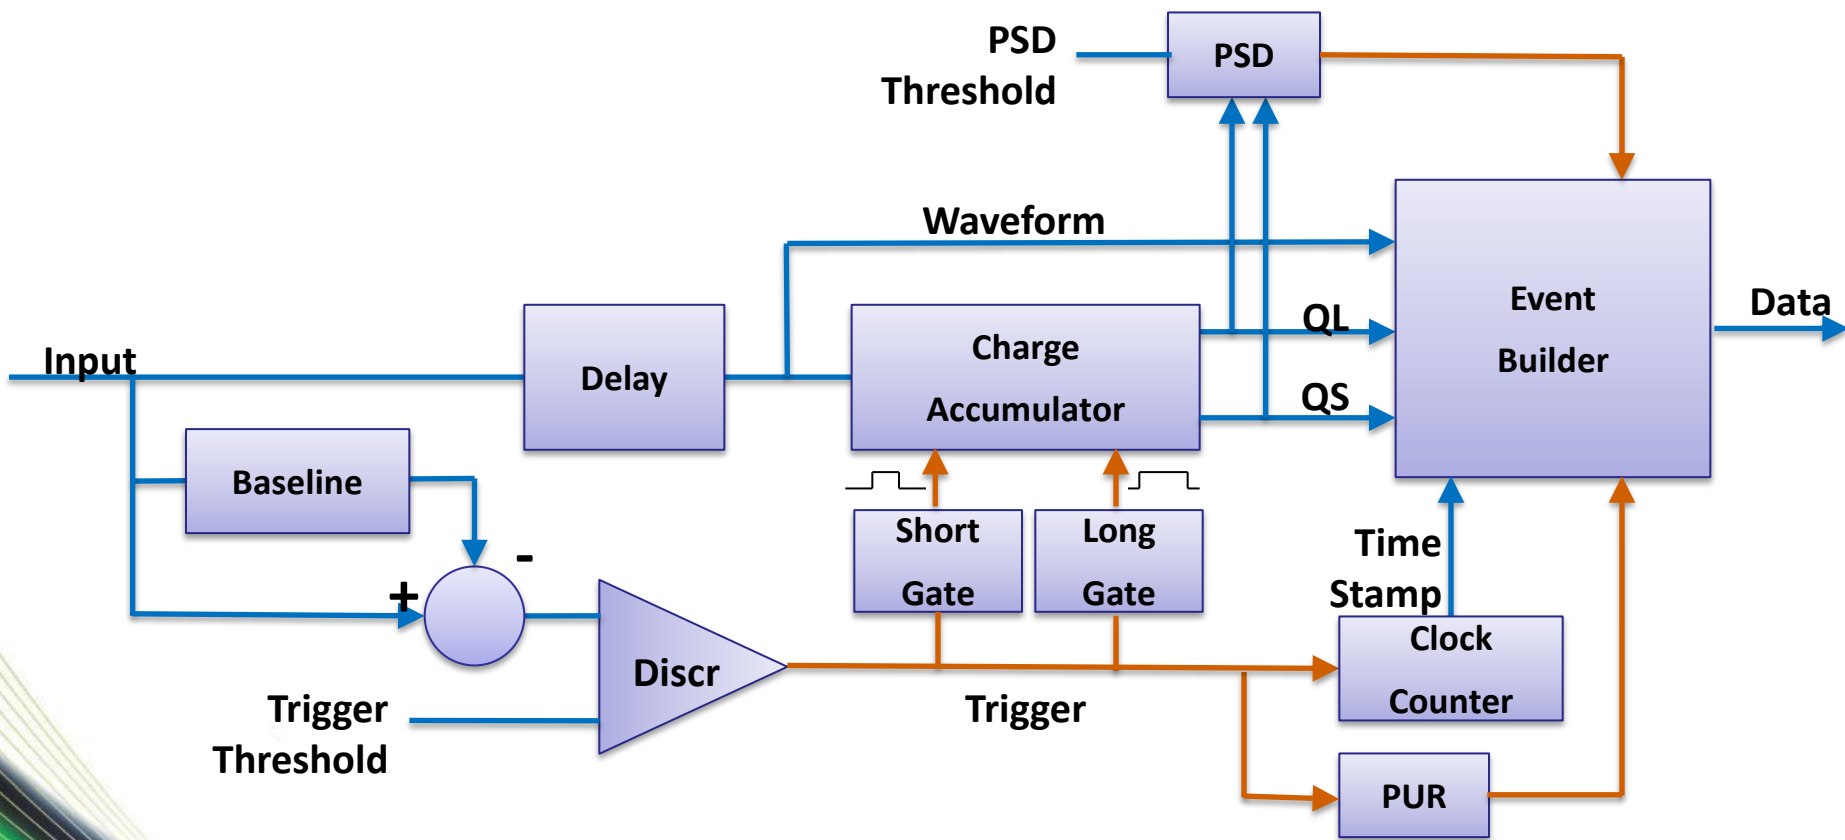 PSD
Threshold
PSD
Waveform
Input
Delay
Charge
Accumulator
QL
QS
Event
Builder
Data
Baseline
-
+
Short
Gate
Long
Gate
Time
Stamp
Discr
Trigger
Threshold
Trigger
Clock
Counter
PUR